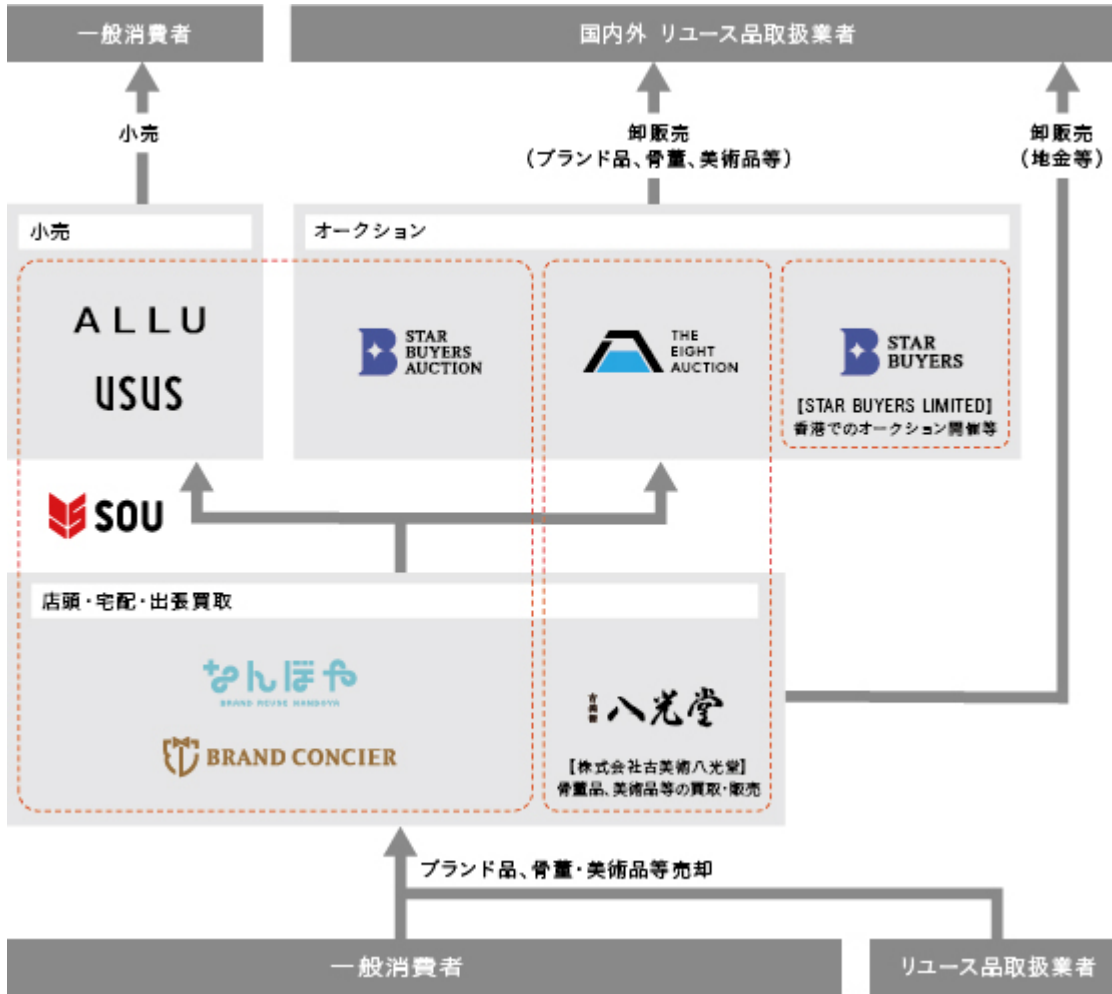 一般消費者
国内外 リユース品取扱業者
小売
卸販売
（ブランド品、骨董、美術品等）
卸販売
（地金等）
小売
オークション
ALLU
USUS
STAR
BUYERS
AUCTION
THE
EIGHT
AUCTION
STAR
BUYERS
【STAR BUYERS LIMITED】
香港でのオークション開催等
SOU
店頭・宅配・出張買取
なんぼや
BRAND REUSE NANBOYA
BRAND CONCIER
古美術
八光堂
【株式会社古美術八光堂】
骨董品、美術品等の買取・販売
ブランド品、骨董・美術品等売却
一般消費者
リユース品取扱業者